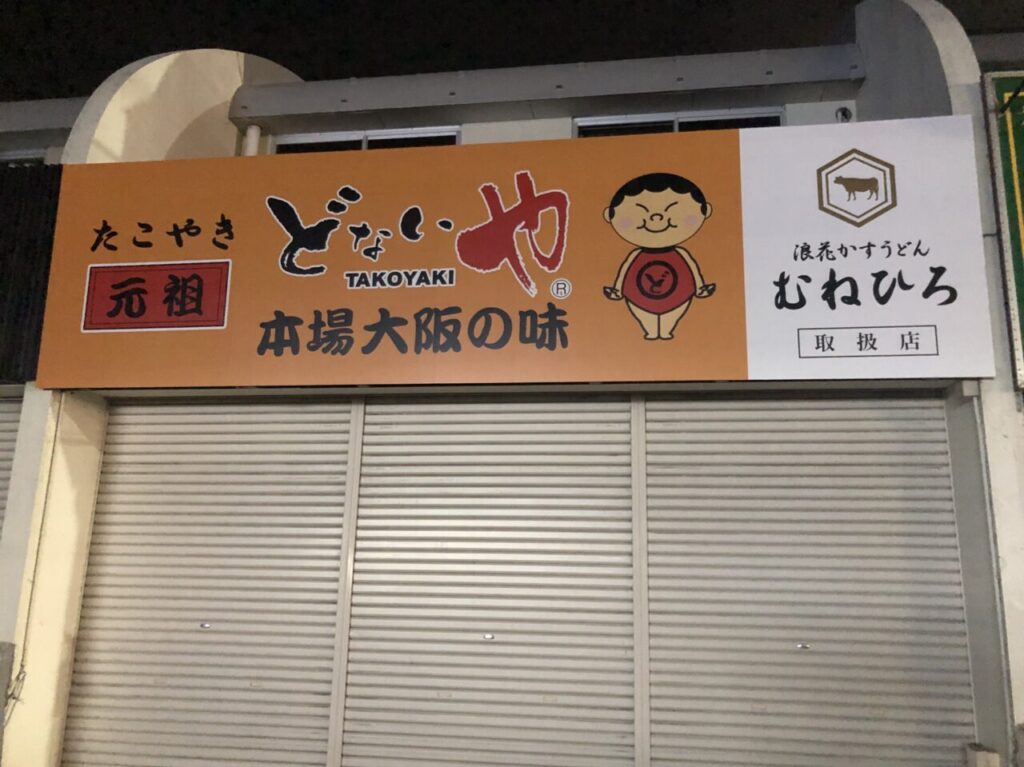 たこやき
元祖
どないや
TAKOYAKI
®
本場大阪の味
ど
浪花かすうどん
むねひろ
取扱店